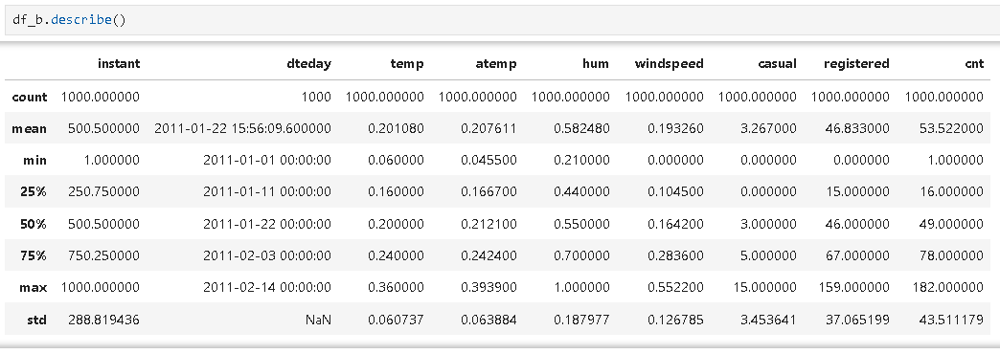 df_b.describe()
instant dteday temp atemp hum windspeed casual registered cnt
count 1000.000000 1000 1000.000000 1000.000000 1000.000000 1000.000000 1000.000000 1000.000000 1000.000000
mean 500.500000 2011-01-22 15:56:09.600000 0.201080 0.207611 0.582480 0.193260 3.267000 46.833000 53.522000
min 1.000000 2011-01-01 00:00:00 0.060000 0.045500 0.210000 0.000000 0.000000 0.000000 1.000000
25% 250.750000 2011-01-11 00:00:00 0.160000 0.166700 0.440000 0.104500 0.000000 15.000000 16.000000
50% 500.500000 2011-01-22 00:00:00 0.200000 0.212100 0.550000 0.164200 3.000000 46.000000 49.000000
75% 750.250000 2011-02-03 00:00:00 0.240000 0.242400 0.700000 0.283600 5.000000 67.000000 78.000000
max 1000.000000 2011-02-14 00:00:00 0.360000 0.393900 1.000000 0.552200 15.000000 159.000000 182.000000
std 288.819436 NaN 0.060737 0.063884 0.187977 0.126785 3.453641 37.065199 43.511179